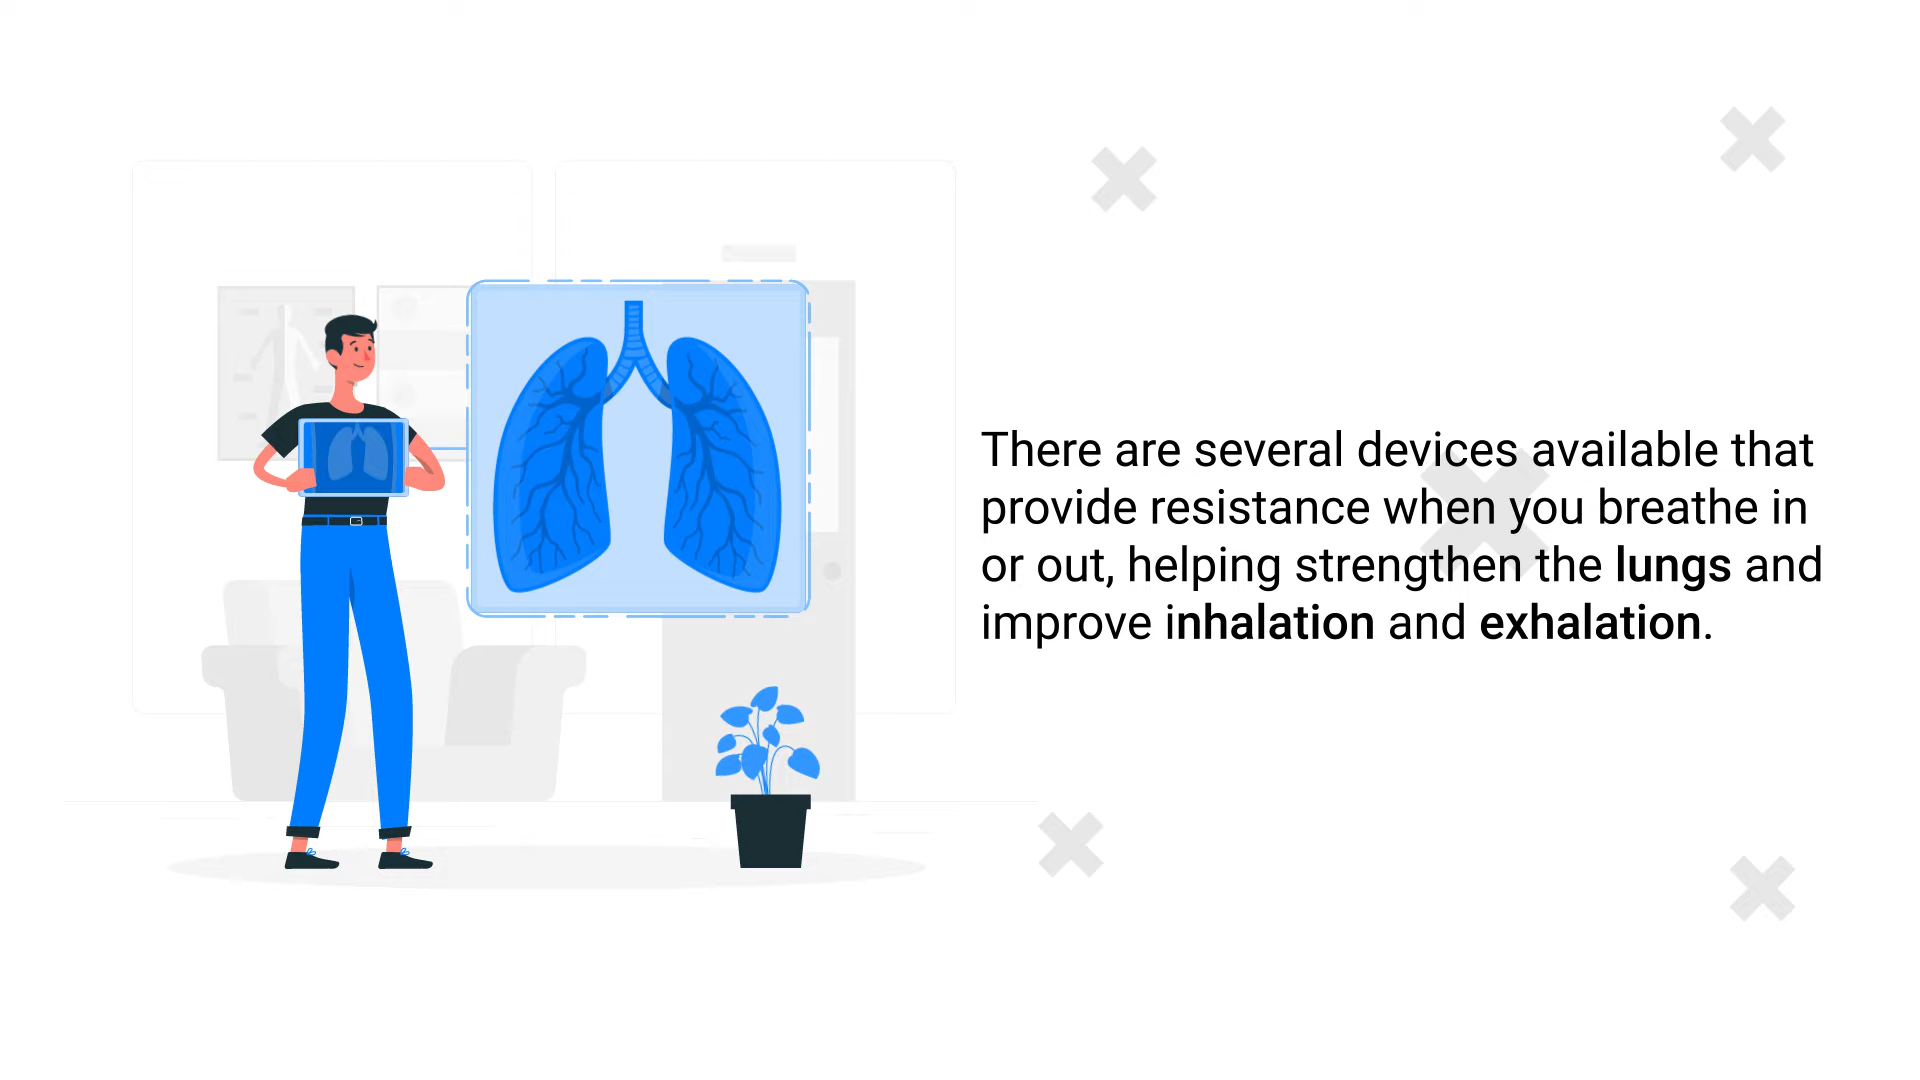 There are several devices available that
provide resistance when you breathe in
or out, helping strengthen the lungs and
improve inhalation and exhalation.